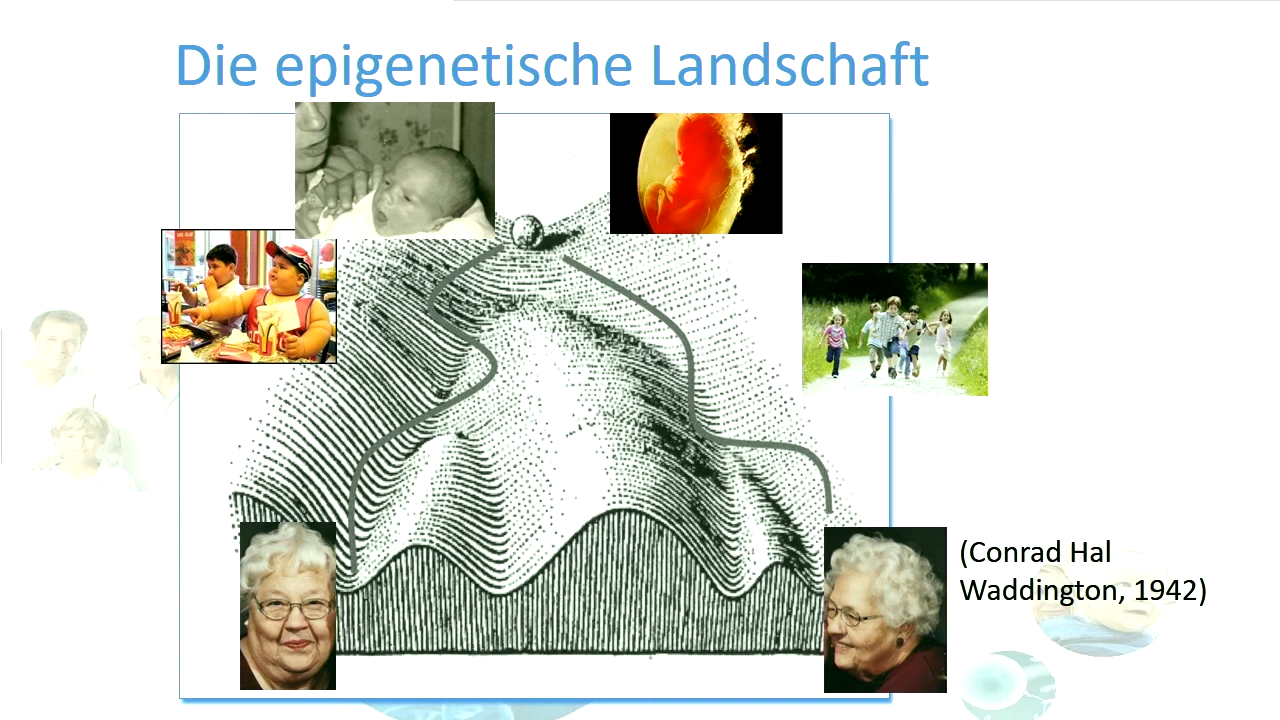 Die epigenetische Landschaft
(Conrad Hal
Waddington, 1942)